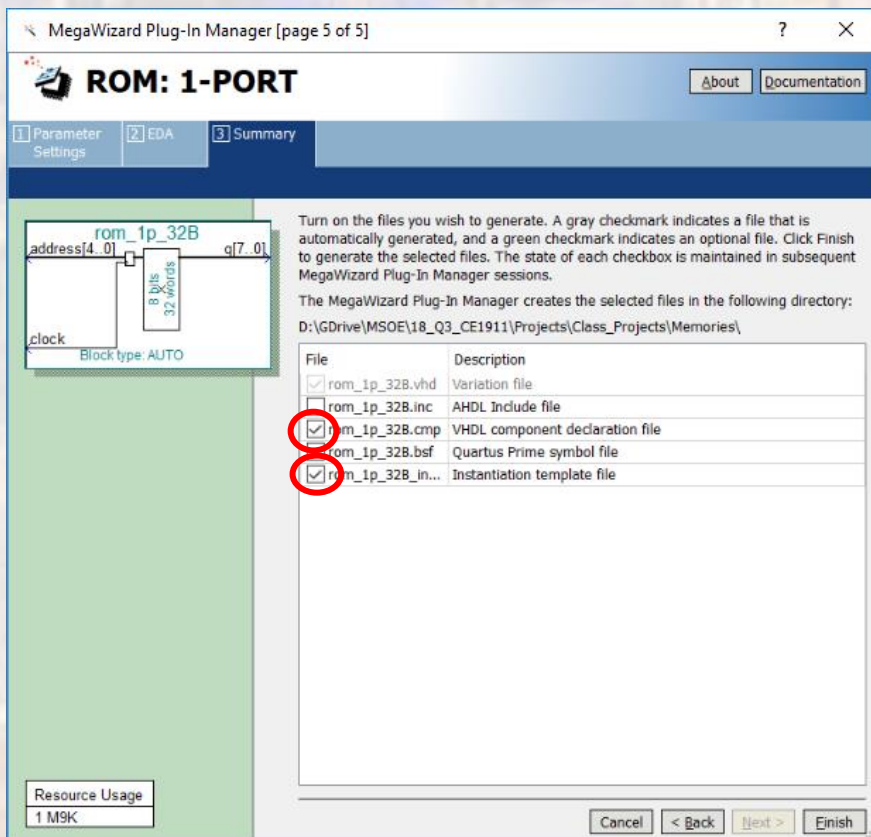 MegaWizard Plug-In Manager [page 5 of 5]
ROM: 1-PORT
About
Documentation
1 Parameter
Settings
2 EDA
3 Summary
rom_1p_32B
address[4..0]
q[7..0]
8 bits
32 words
clock
Block type: AUTO
Turn on the files you wish to generate. A gray checkmark indicates a file that is
automatically generated, and a green checkmark indicates an optional file. Click Finish
to generate the selected files. The state of each checkbox is maintained in subsequent
MegaWizard Plug-In Manager sessions.
The MegaWizard Plug-In Manager creates the selected files in the following directory:
D:\GDrive\MSOE\18_Q3_CE1911\Projects\Class_Projects\Memories\
File Description
rom_1p_32B.vhd Variation file
rom_1p_32B.inc AHDL Include file
rom_1p_32B.cmp VHDL component declaration file
rom_1p_32B.bsf Quartus Prime symbol file
rom_1p_32B_in... Instantiation template file
Resource Usage
1 M9K
Cancel
< Back
Next >
Finish